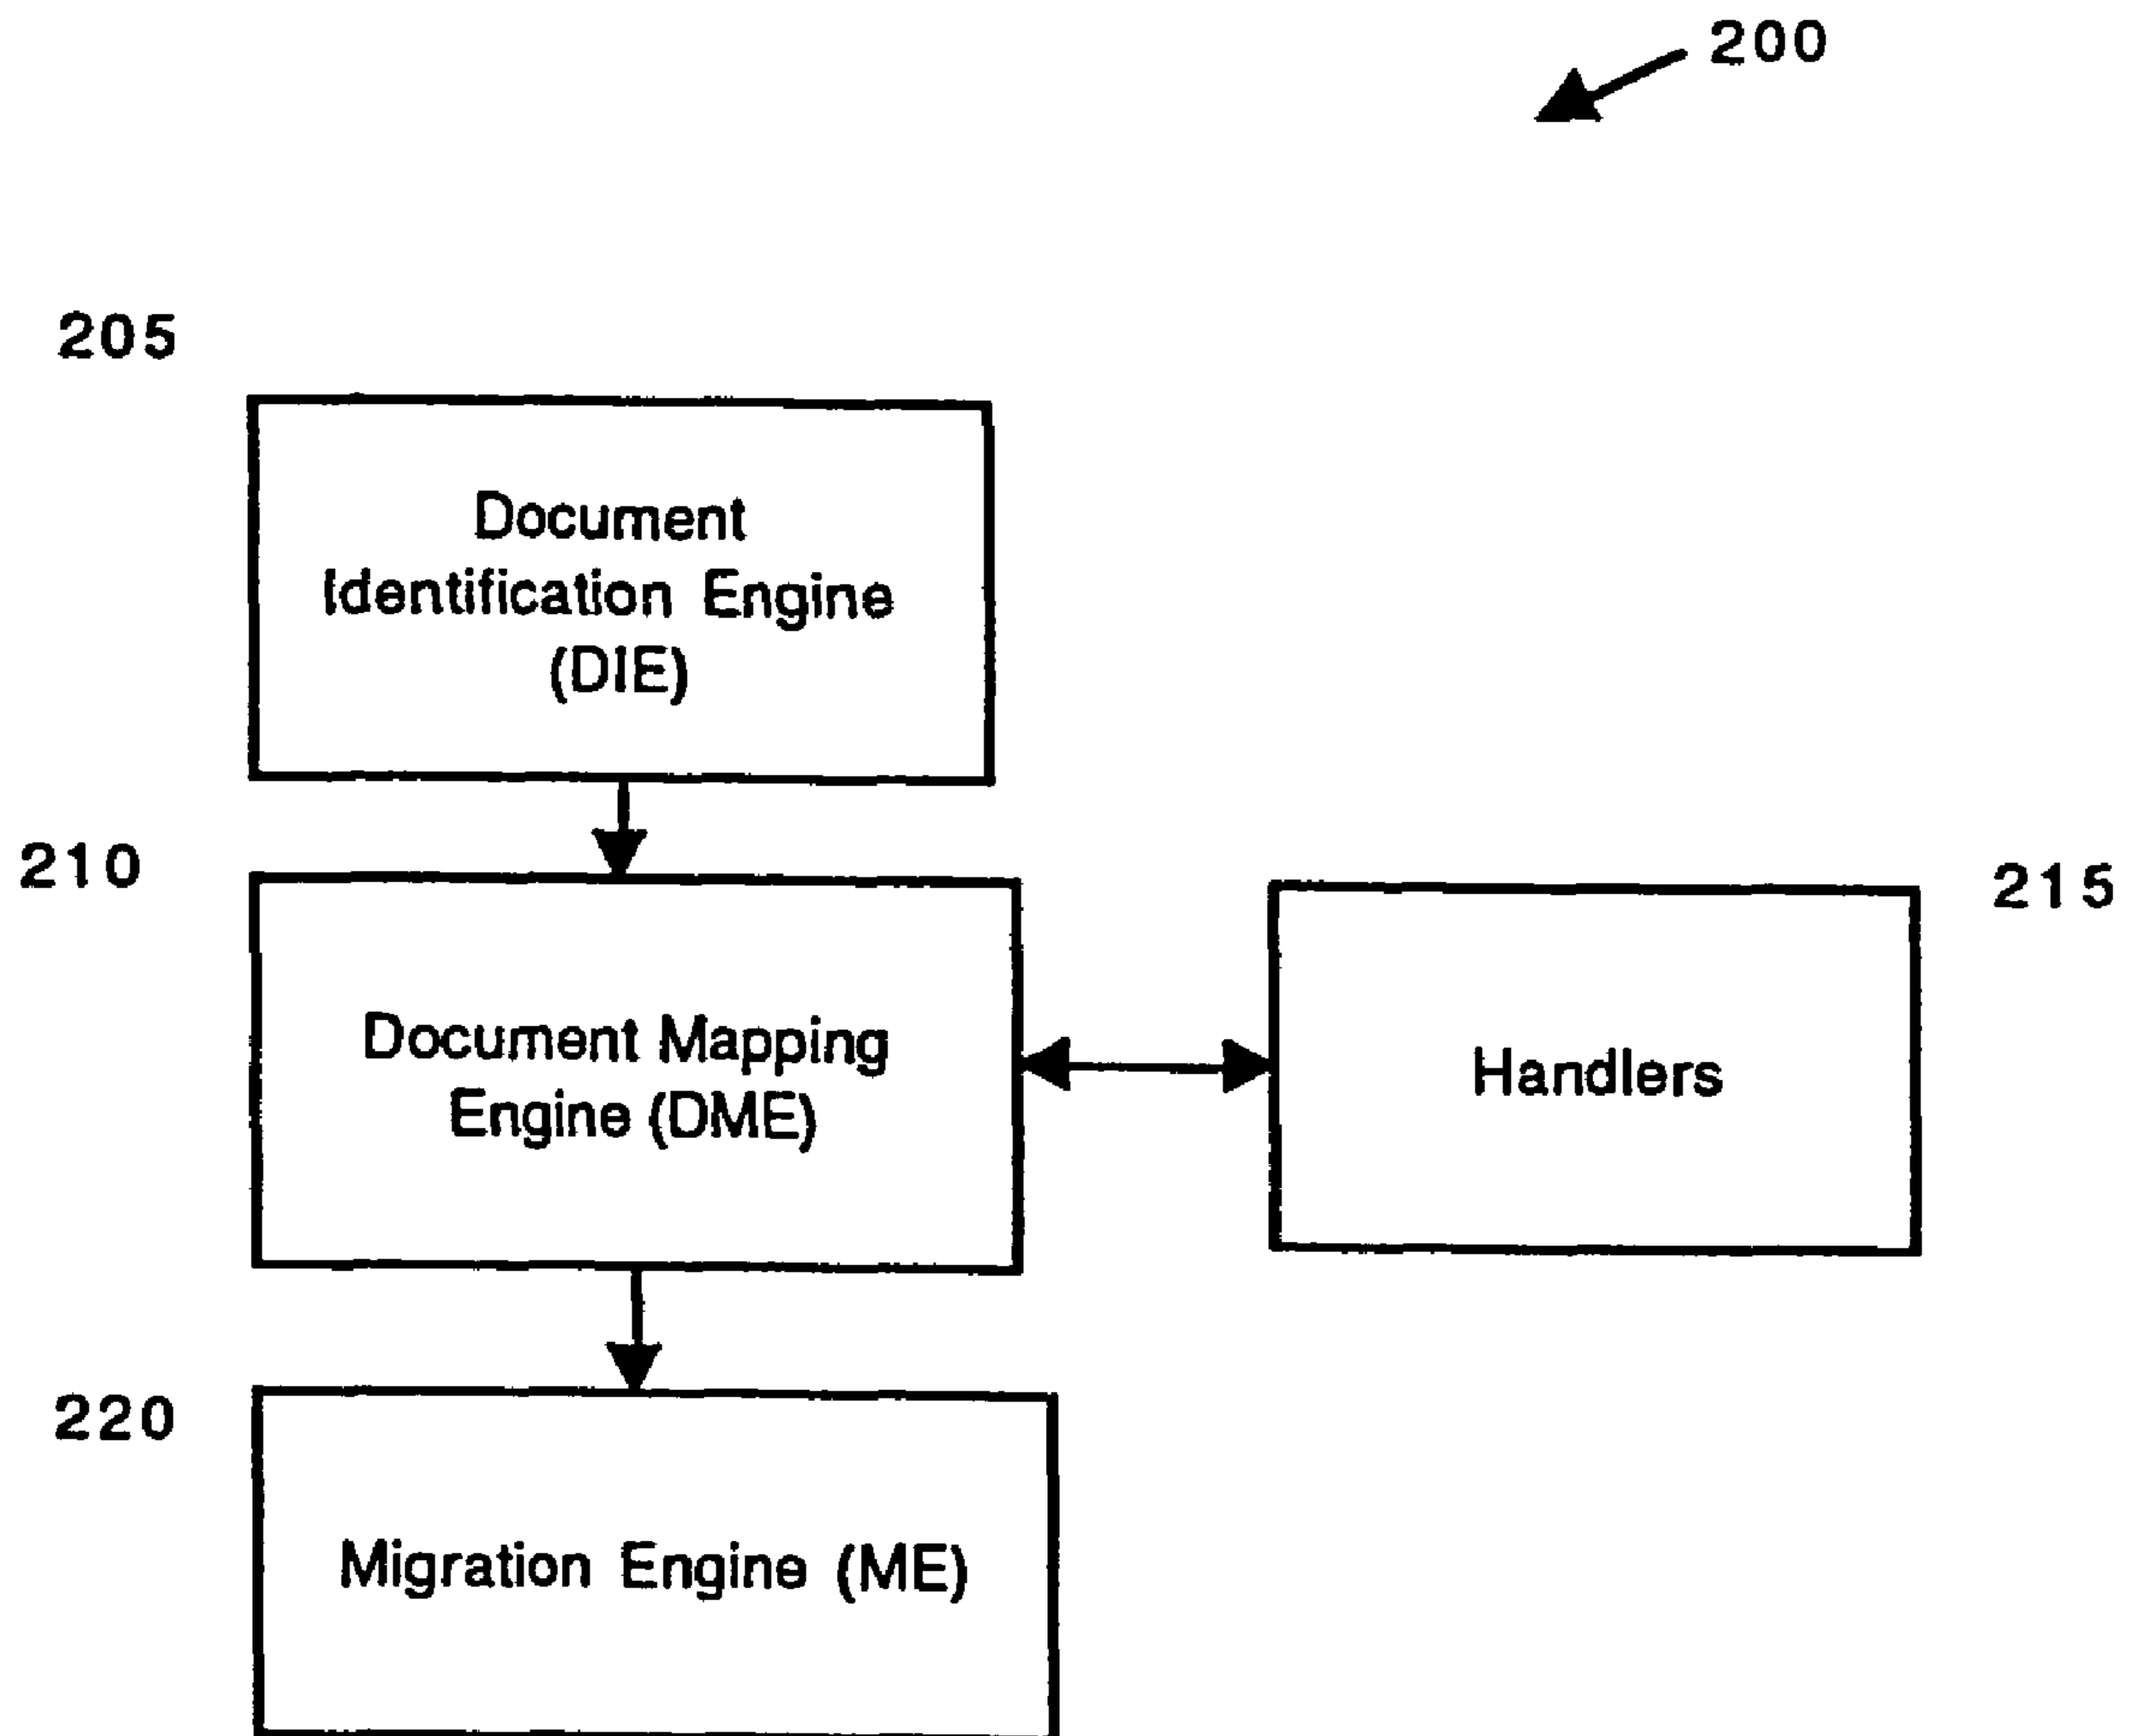 200
205
Document
Identification Engine
(DIE)
210
215
Document Mapping
Engine (DME)
Handlers
220
Migration Engine (ME)